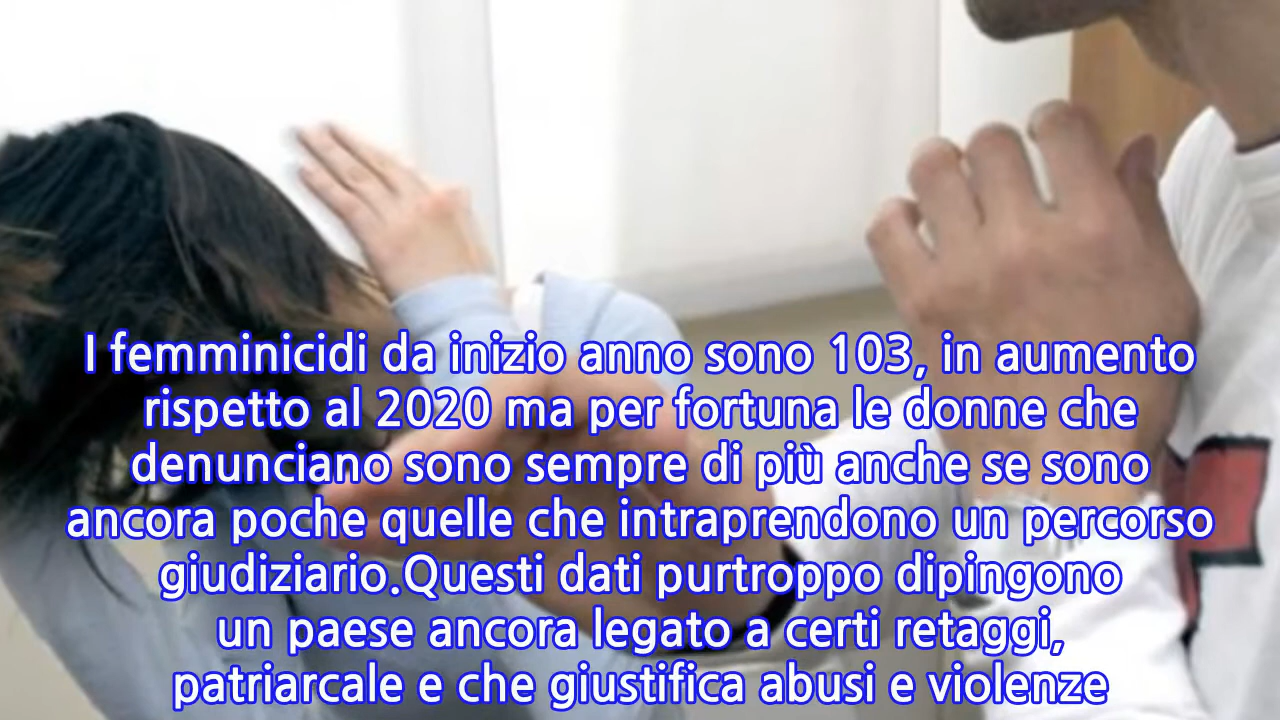 I femminicidi da inizio anno sono 103, in aumento
rispetto al 2020 ma per fortuna le donne che
denunciano sono sempre di più anche se sono
ancora poche quelle che intraprendono un percorso
giudiziario.Questi dati purtroppo dipingono
un paese ancora legato a certi retaggi,
patriarcale e che giustifica abusi e violenze